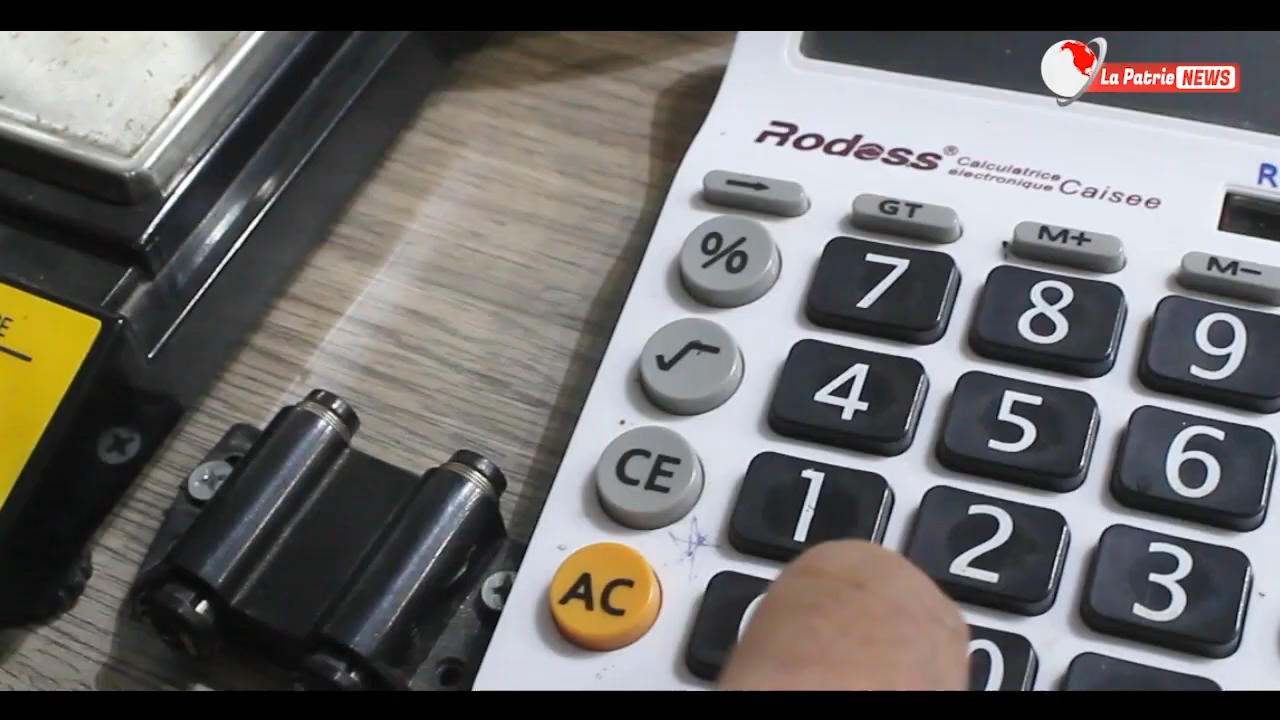 La Patrie NEWS
Rodess®
Calculatrice
électronique Caisee
R
→ GT M+ M−
% 7 8 9
√ 4 5 6
CE 1 2 3
AC 0
E